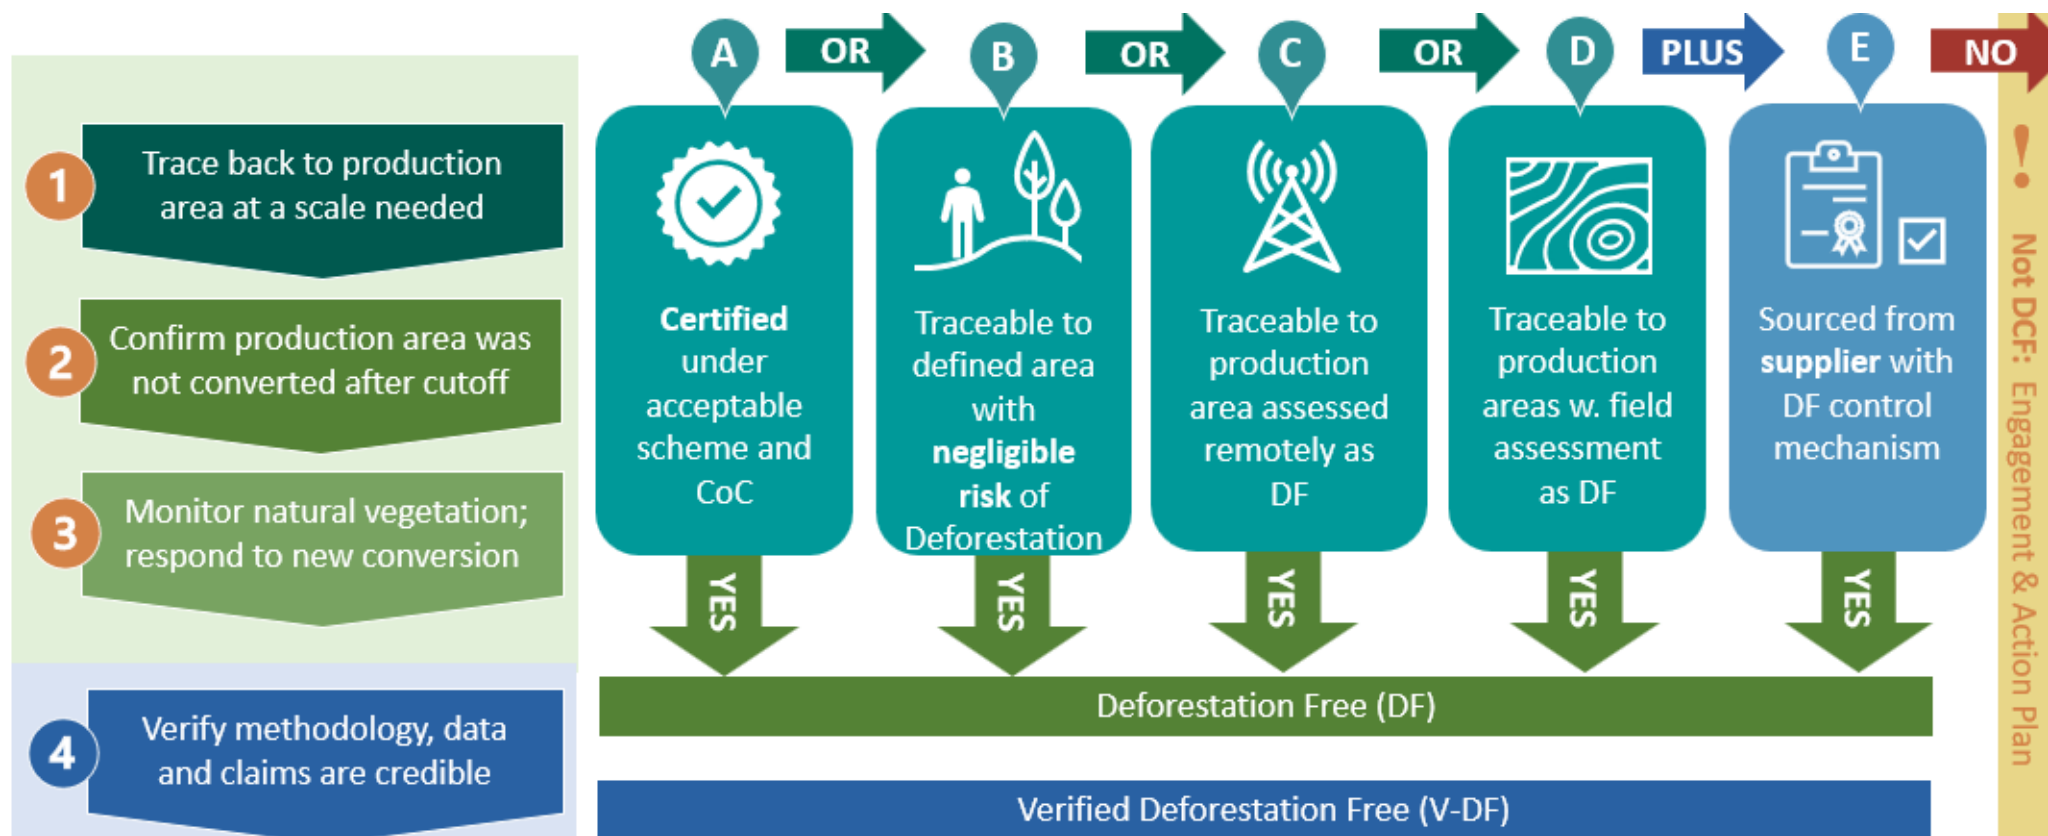 A
OR
B
OR
C
OR
D
PLUS
E
NO
1
Trace back to production
area at a scale needed
2
Confirm production area was
not converted after cutoff
3
Monitor natural vegetation;
respond to new conversion
4
Verify methodology, data
and claims are credible
Certified
under
acceptable
scheme and
CoC
Traceable to
defined area
with
negligible
risk of
Deforestation
Traceable to
production
area assessed
remotely as
DF
Traceable to
production
areas w. field
assessment
as DF
Sourced from
supplier with
DF control
mechanism
YES
YES
YES
YES
YES
Deforestation Free (DF)
Verified Deforestation Free (V-DF)
! Not DCF: Engagement & Action Plan